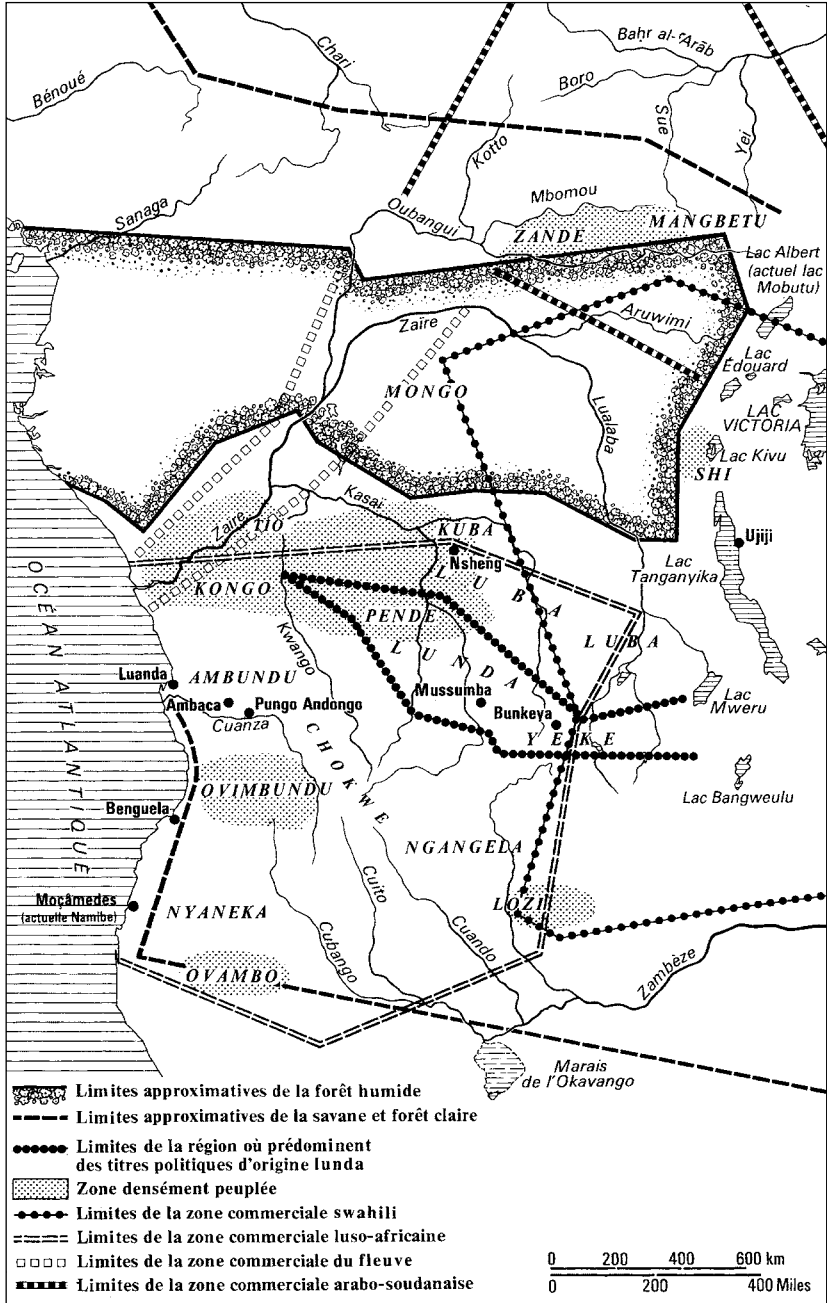 Bahr al-ʿArāb
Chari
Bénoué
Boro
Sue
Yei
Kotto
Mbomou
Sanaga
Oubangui
ZANDE
MANGBETU
Lac Albert
(actuel lac
Mobutu)
Zaïre
Aruwimi
Lac
Édouard
MONGO
Lualaba
LAC
VICTORIA
Lac Kivu
SHI
Kasai
Zaïre
TIO
KUBA
Nsheng
Ujiji
Lac
Tanganyika
KONGO
LUBA
PENDE
LUBA
Kwango
LUNDA
Luanda
AMBUNDU
Ambaca
Pungo Andongo
Mussumba
Bunkeya
Lac
Mweru
Cuanza
YEKE
CHOKWE
OVIMBUNDU
Lac Bangweulu
Benguela
NGANGELA
OCÉAN ATLANTIQUE
Cuito
Moçâmedes
(actuelle Namibe)
NYANEKA
LOZI
Cuando
Cubango
OVAMBO
Zambèze
Marais
de l'Okavango
Limites approximatives de la forêt humide
Limites approximatives de la savane et forêt claire
Limites de la région où prédominent
des titres politiques d'origine lunda
Zone densément peuplée
Limites de la zone commerciale swahili
Limites de la zone commerciale luso-africaine
Limites de la zone commerciale du fleuve
Limites de la zone commerciale arabo-soudanaise
0 200 400 600 km
0 200 400 Miles